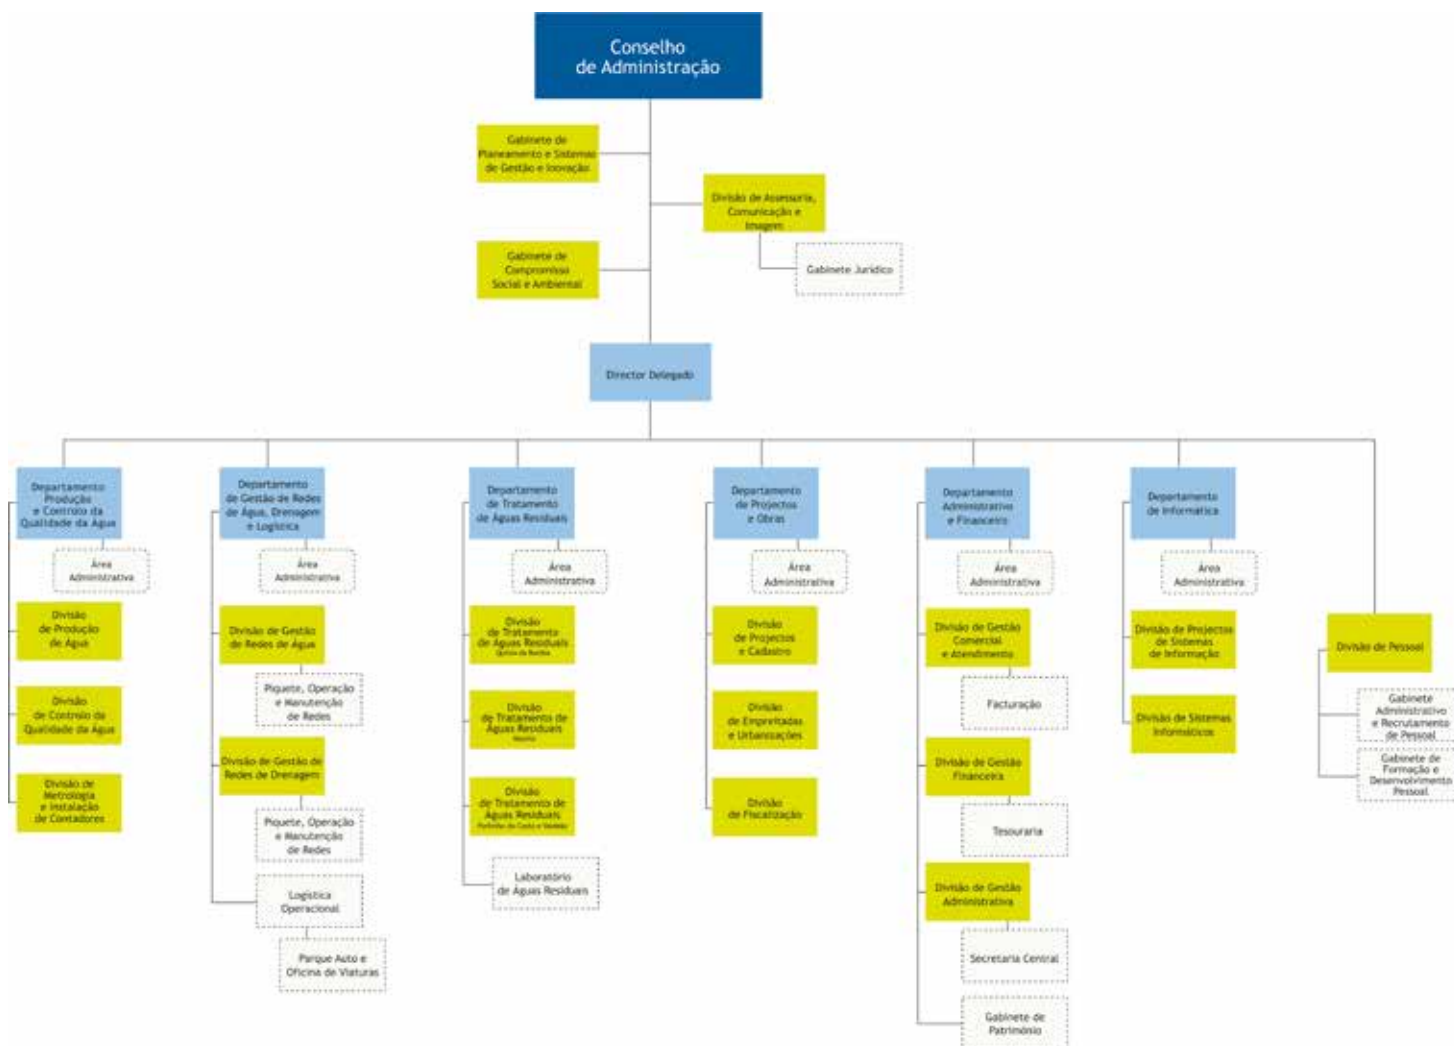 Conselho
de Administração
Gabinete de
Planeamento e Sistemas
de Gestão e Inovação
Divisão de Assessoria,
Comunicação e
Imagem
Gabinete de
Compromisso
Social e Ambiental
Gabinete Jurídico
Director Delegado
Departamento
Produção
e Controlo da
Qualidade da Água
Área
Administrativa
Divisão
de Produção
de Água
Divisão
de Controlo da
Qualidade da Água
Divisão de
Metrologia
e Instalação
de Contadores
Departamento
de Gestão de Redes
de Água, Drenagem
e Logística
Área
Administrativa
Divisão de Gestão
de Redes de Água
Piquete, Operação
e Manutenção
de Redes
Divisão de Gestão de
Redes de Drenagem
Piquete, Operação
e Manutenção
de Redes
Logística
Operacional
Parque Auto e
Oficina de Viaturas
Departamento
de Tratamento
de Águas Residuais
Área
Administrativa
Divisão
de Tratamento
de Águas Residuais
Quinta da Bomba
Divisão
de Tratamento de
Águas Residuais
Divisão
de Tratamento de
Águas Residuais
Portinho da Costa e Valdeão
Laboratório
de Águas Residuais
Departamento
de Projectos
e Obras
Área
Administrativa
Divisão
de Projectos
e Cadastro
Divisão
de Empreitadas
e Urbanizações
Divisão
de Fiscalização
Departamento
Administrativo
e Financeiro
Área
Administrativa
Divisão de Gestão
Comercial
e Atendimento
Facturação
Divisão de Gestão
Financeira
Tesouraria
Divisão de Gestão
Administrativa
Secretaria Central
Gabinete de
Património
Departamento
de Informática
Área
Administrativa
Divisão de Projectos
de Sistemas
de Informação
Divisão de Sistemas
Informáticos
Divisão de Pessoal
Gabinete
Administrativo
e Recrutamento
de Pessoal
Gabinete de
Formação e
Desenvolvimento
Pessoal